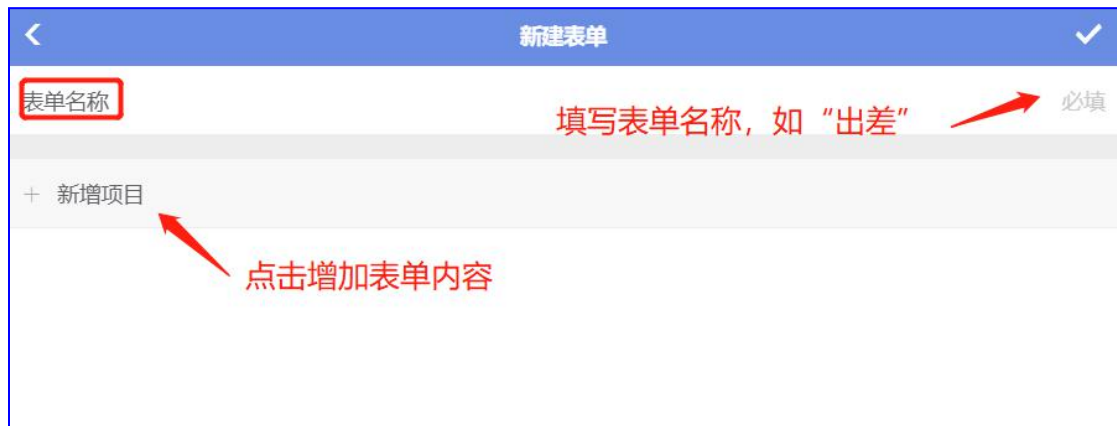 新建表单
表单名称
必填
填写表单名称，如“出差”
+ 新增项目
点击增加表单内容